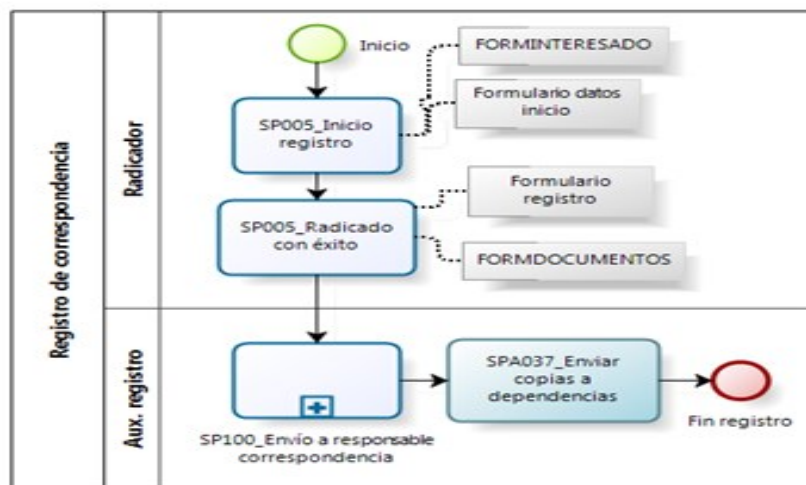 Registro de correspondencia
Radicador
Inicio
FORMINTERESADO
SP005_Inicio
registro
Formulario datos
inicio
SP005_Radicado
con éxito
Formulario
registro
FORMDOCUMENTOS
Aux. registro
SP100_Envío a responsable
correspondencia
SPA037_Enviar
copias a
dependencias
Fin registro